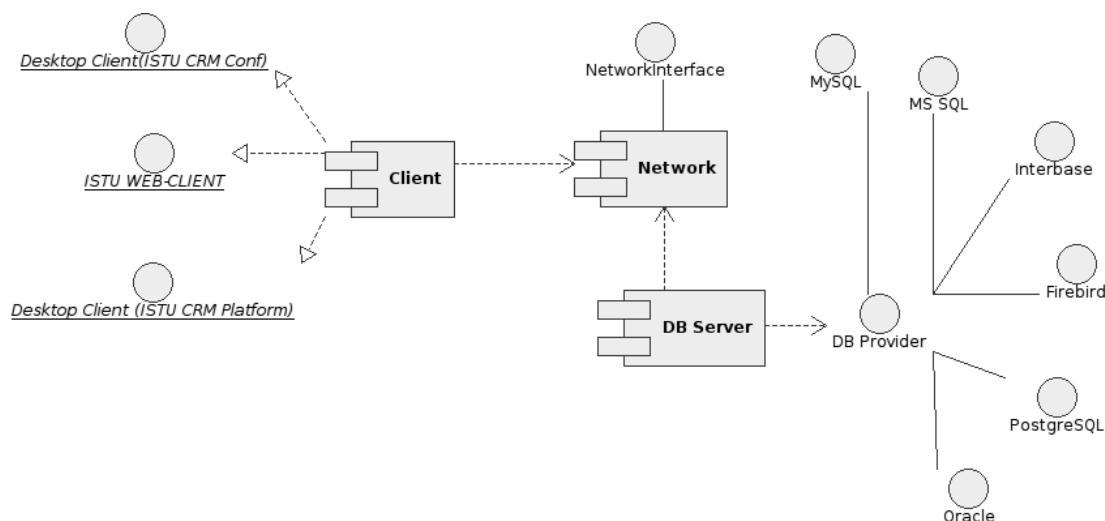 Desktop Client(ISTU CRM Conf)
NetworkInterface
MySQL
MS SQL
ISTU WEB-CLIENT
Client
Network
Interbase
Desktop Client (ISTU CRM Platform)
DB Server
DB Provider
Firebird
PostgreSQL
Oracle